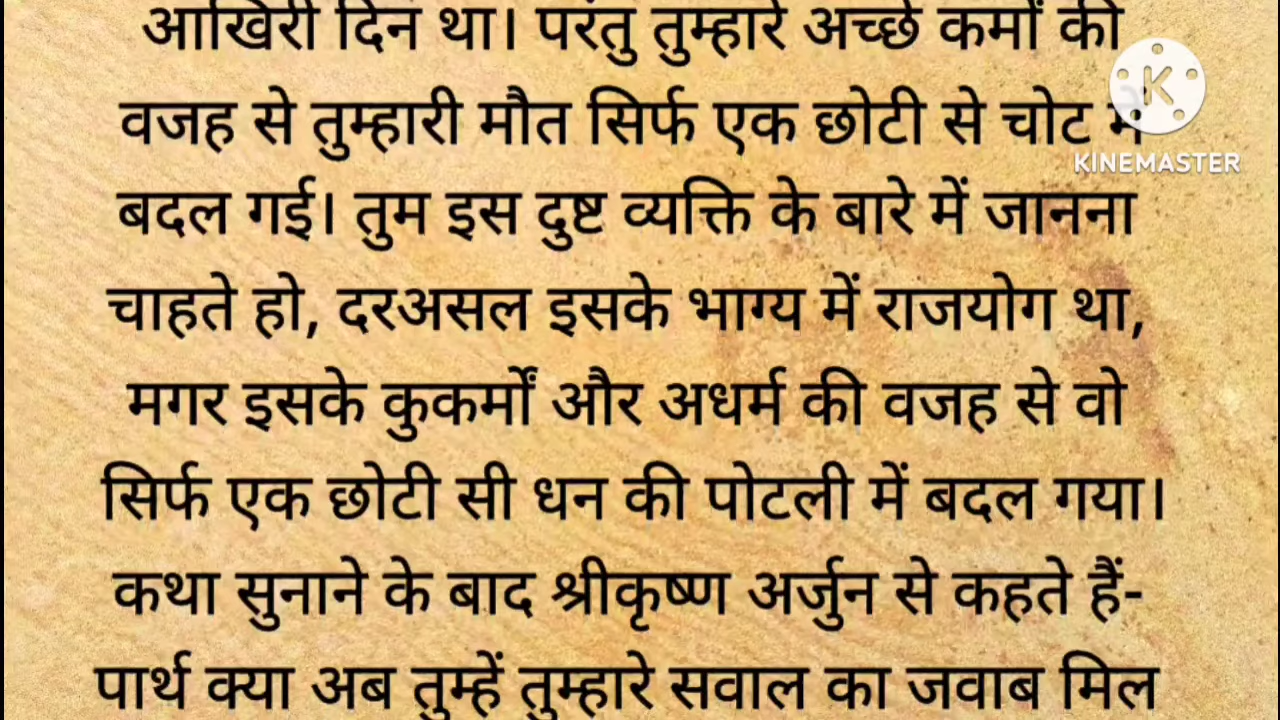 आखिरी दिन था। परंतु तुम्हारे अच्छे कर्मों की
वजह से तुम्हारी मौत सिर्फ एक छोटी से चोट में
KINEMASTER
बदल गई। तुम इस दुष्ट व्यक्ति के बारे में जानना
चाहते हो, दरअसल इसके भाग्य में राजयोग था,
मगर इसके कुकर्मों और अधर्म की वजह से वो
सिर्फ एक छोटी सी धन की पोटली में बदल गया।
कथा सुनाने के बाद श्रीकृष्ण अर्जुन से कहते हैं-
पार्थ क्या अब तुम्हें तुम्हारे सवाल का जवाब मिल